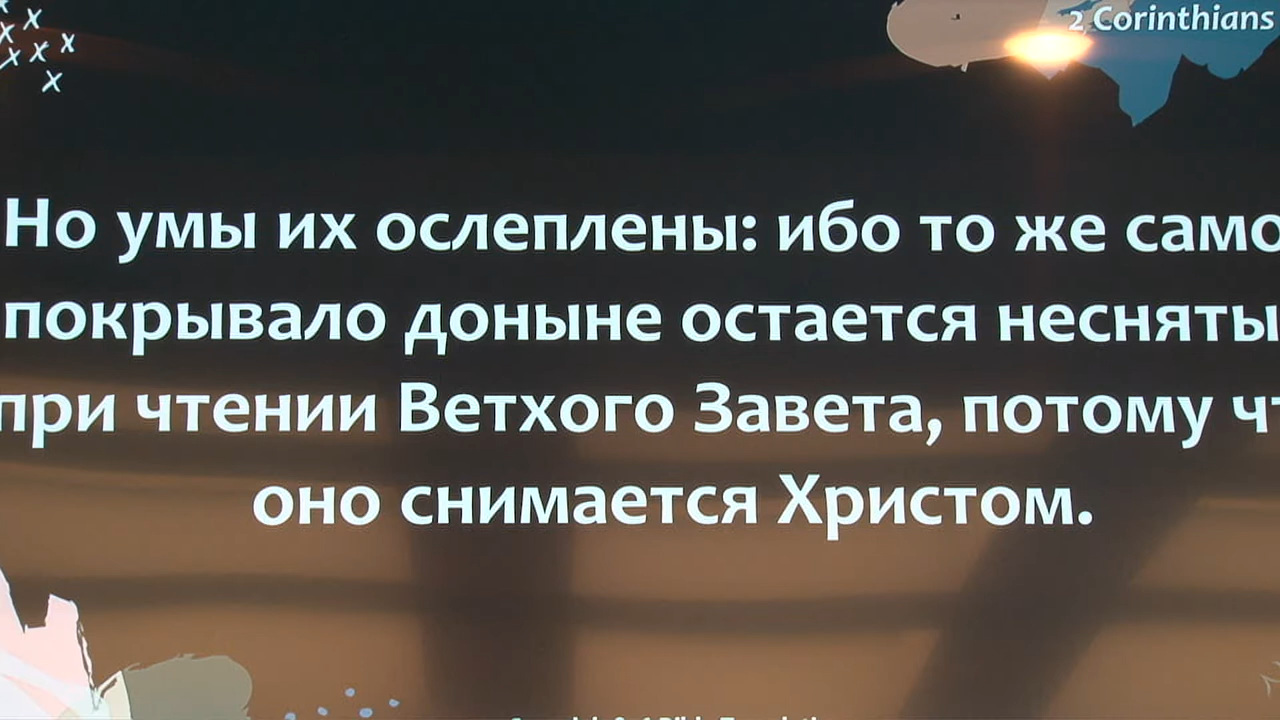 2 Corinthians
Но умы их ослеплены: ибо то же само
покрывало доныне остается несняты
при чтении Ветхого Завета, потому чт
оно снимается Христом.